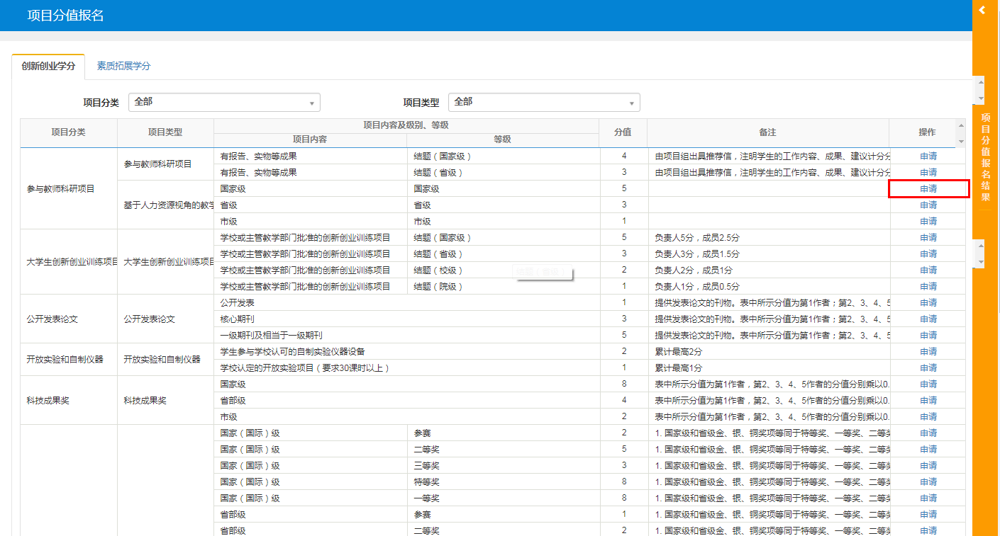 项目分值报名
创新创业学分 素质拓展学分
项目分类 全部 项目类型 全部
项目分类 项目类型 项目内容及级别、等级 分值 备注 操作
项目内容 等级
参与教师科研项目 参与教师科研项目 有报告、实物等成果 结题（国家级） 4 由项目组出具推荐信，注明学生的工作内容、成果、建议计分分 申请
有报告、实物等成果 结题（省级） 3 由项目组出具推荐信，注明学生的工作内容、成果、建议计分分 申请
基于人力资源视角的教学 国家级 国家级 5 申请
省级 省级 3 申请
市级 市级 1 申请
大学生创新创业训练项目 大学生创新创业训练项目 学校或主管教学部门批准的创新创业训练项目 结题（国家级） 5 负责人5分，成员2.5分 申请
学校或主管教学部门批准的创新创业训练项目 结题（省级） 3 负责人3分，成员1.5分 申请
学校或主管教学部门批准的创新创业训练项目 结题（校级） 2 负责人2分，成员1分 申请
学校或主管教学部门批准的创新创业训练项目 结题（院级） 1 负责人1分，成员0.5分 申请
公开发表论文 公开发表论文 公开发表 1 提供发表论文的刊物。表中所示分值为第1作者；第2、3、4、5 申请
核心期刊 3 提供发表论文的刊物。表中所示分值为第1作者；第2、3、4、5 申请
一级期刊及相当于一级期刊 5 提供发表论文的刊物。表中所示分值为第1作者；第2、3、4、5 申请
开放实验和自制仪器 开放实验和自制仪器 学生参与学校认可的自制实验仪器设备 2 累计最高2分 申请
学校认定的开放实验项目（要求30课时以上） 1 累计最高1分 申请
科技成果奖 科技成果奖 国家级 8 表中所示分值为第1作者，第2、3、4、5作者的分值分别乘以0. 申请
省部级 4 表中所示分值为第1作者，第2、3、4、5作者的分值分别乘以0. 申请
市级 2 表中所示分值为第1作者，第2、3、4、5作者的分值分别乘以0. 申请
国家（国际）级 参赛 2 1. 国家级和省级金、银、铜奖项等同于特等奖、一等奖、二等奖 申请
国家（国际）级 二等奖 5 1. 国家级和省级金、银、铜奖项等同于特等奖、一等奖、二等奖 申请
国家（国际）级 三等奖 3 1. 国家级和省级金、银、铜奖项等同于特等奖、一等奖、二等奖 申请
国家（国际）级 特等奖 8 1. 国家级和省级金、银、铜奖项等同于特等奖、一等奖、二等奖 申请
国家（国际）级 一等奖 8 1. 国家级和省级金、银、铜奖项等同于特等奖、一等奖、二等奖 申请
省部级 参赛 1 1. 国家级和省级金、银、铜奖项等同于特等奖、一等奖、二等奖 申请
省部级 二等奖 2 1. 国家级和省级金、银、铜奖项等同于特等奖、一等奖、二等奖 申请
项目分值报名结果